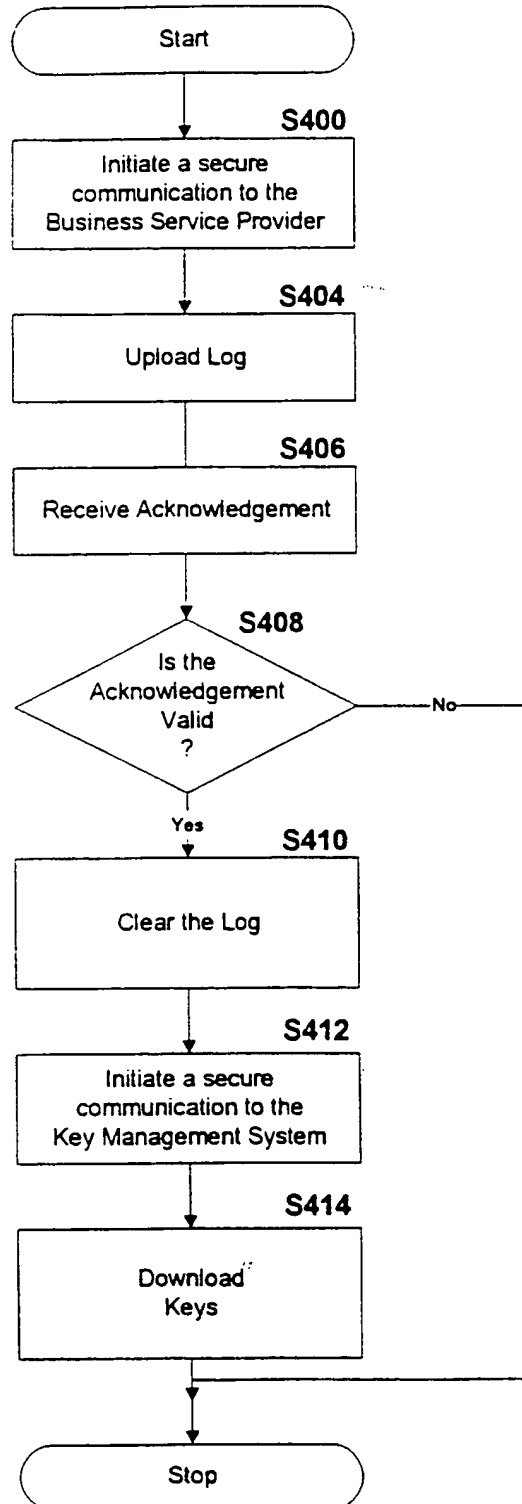 Start
S400
Initiate a secure
communication to the
Business Service Provider
S404
Upload Log
S406
Receive Acknowledgement
S408
Is the
Acknowledgement
Valid
?
No
Yes
S410
Clear the Log
S412
Initiate a secure
communication to the
Key Management System
S414
Download
Keys
Stop